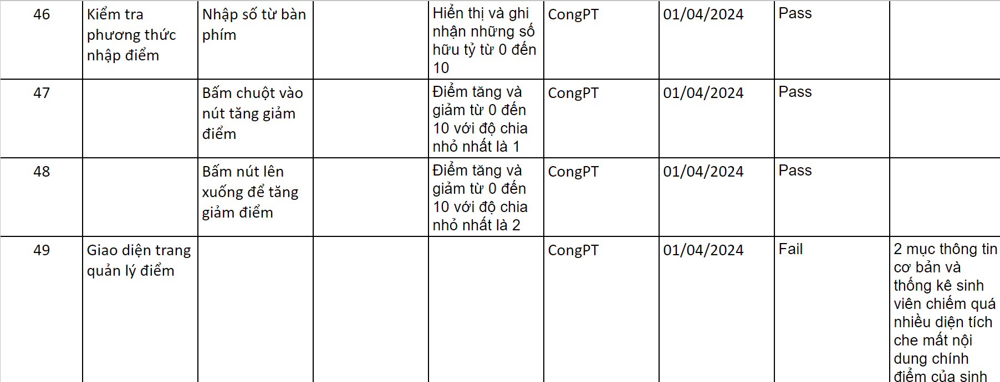 46
Kiểm tra
phương thức
nhập điểm
Nhập số từ bàn
phím
Hiển thị và ghi
nhận những số
hữu tỷ từ 0 đến
10
CongPT
01/04/2024
Pass
47
Bấm chuột vào
nút tăng giảm
điểm
Điểm tăng và
giảm từ 0 đến
10 với độ chia
nhỏ nhất là 1
CongPT
01/04/2024
Pass
48
Bấm nút lên
xuống để tăng
giảm điểm
Điểm tăng và
giảm từ 0 đến
10 với độ chia
nhỏ nhất là 2
CongPT
01/04/2024
Pass
49
Giao diện trang
quản lý điểm
CongPT
01/04/2024
Fail
2 mục thông tin
cơ bản và
thống kê sinh
viên chiếm quá
nhiều diện tích
che mất nội
dung chính
điểm của sinh